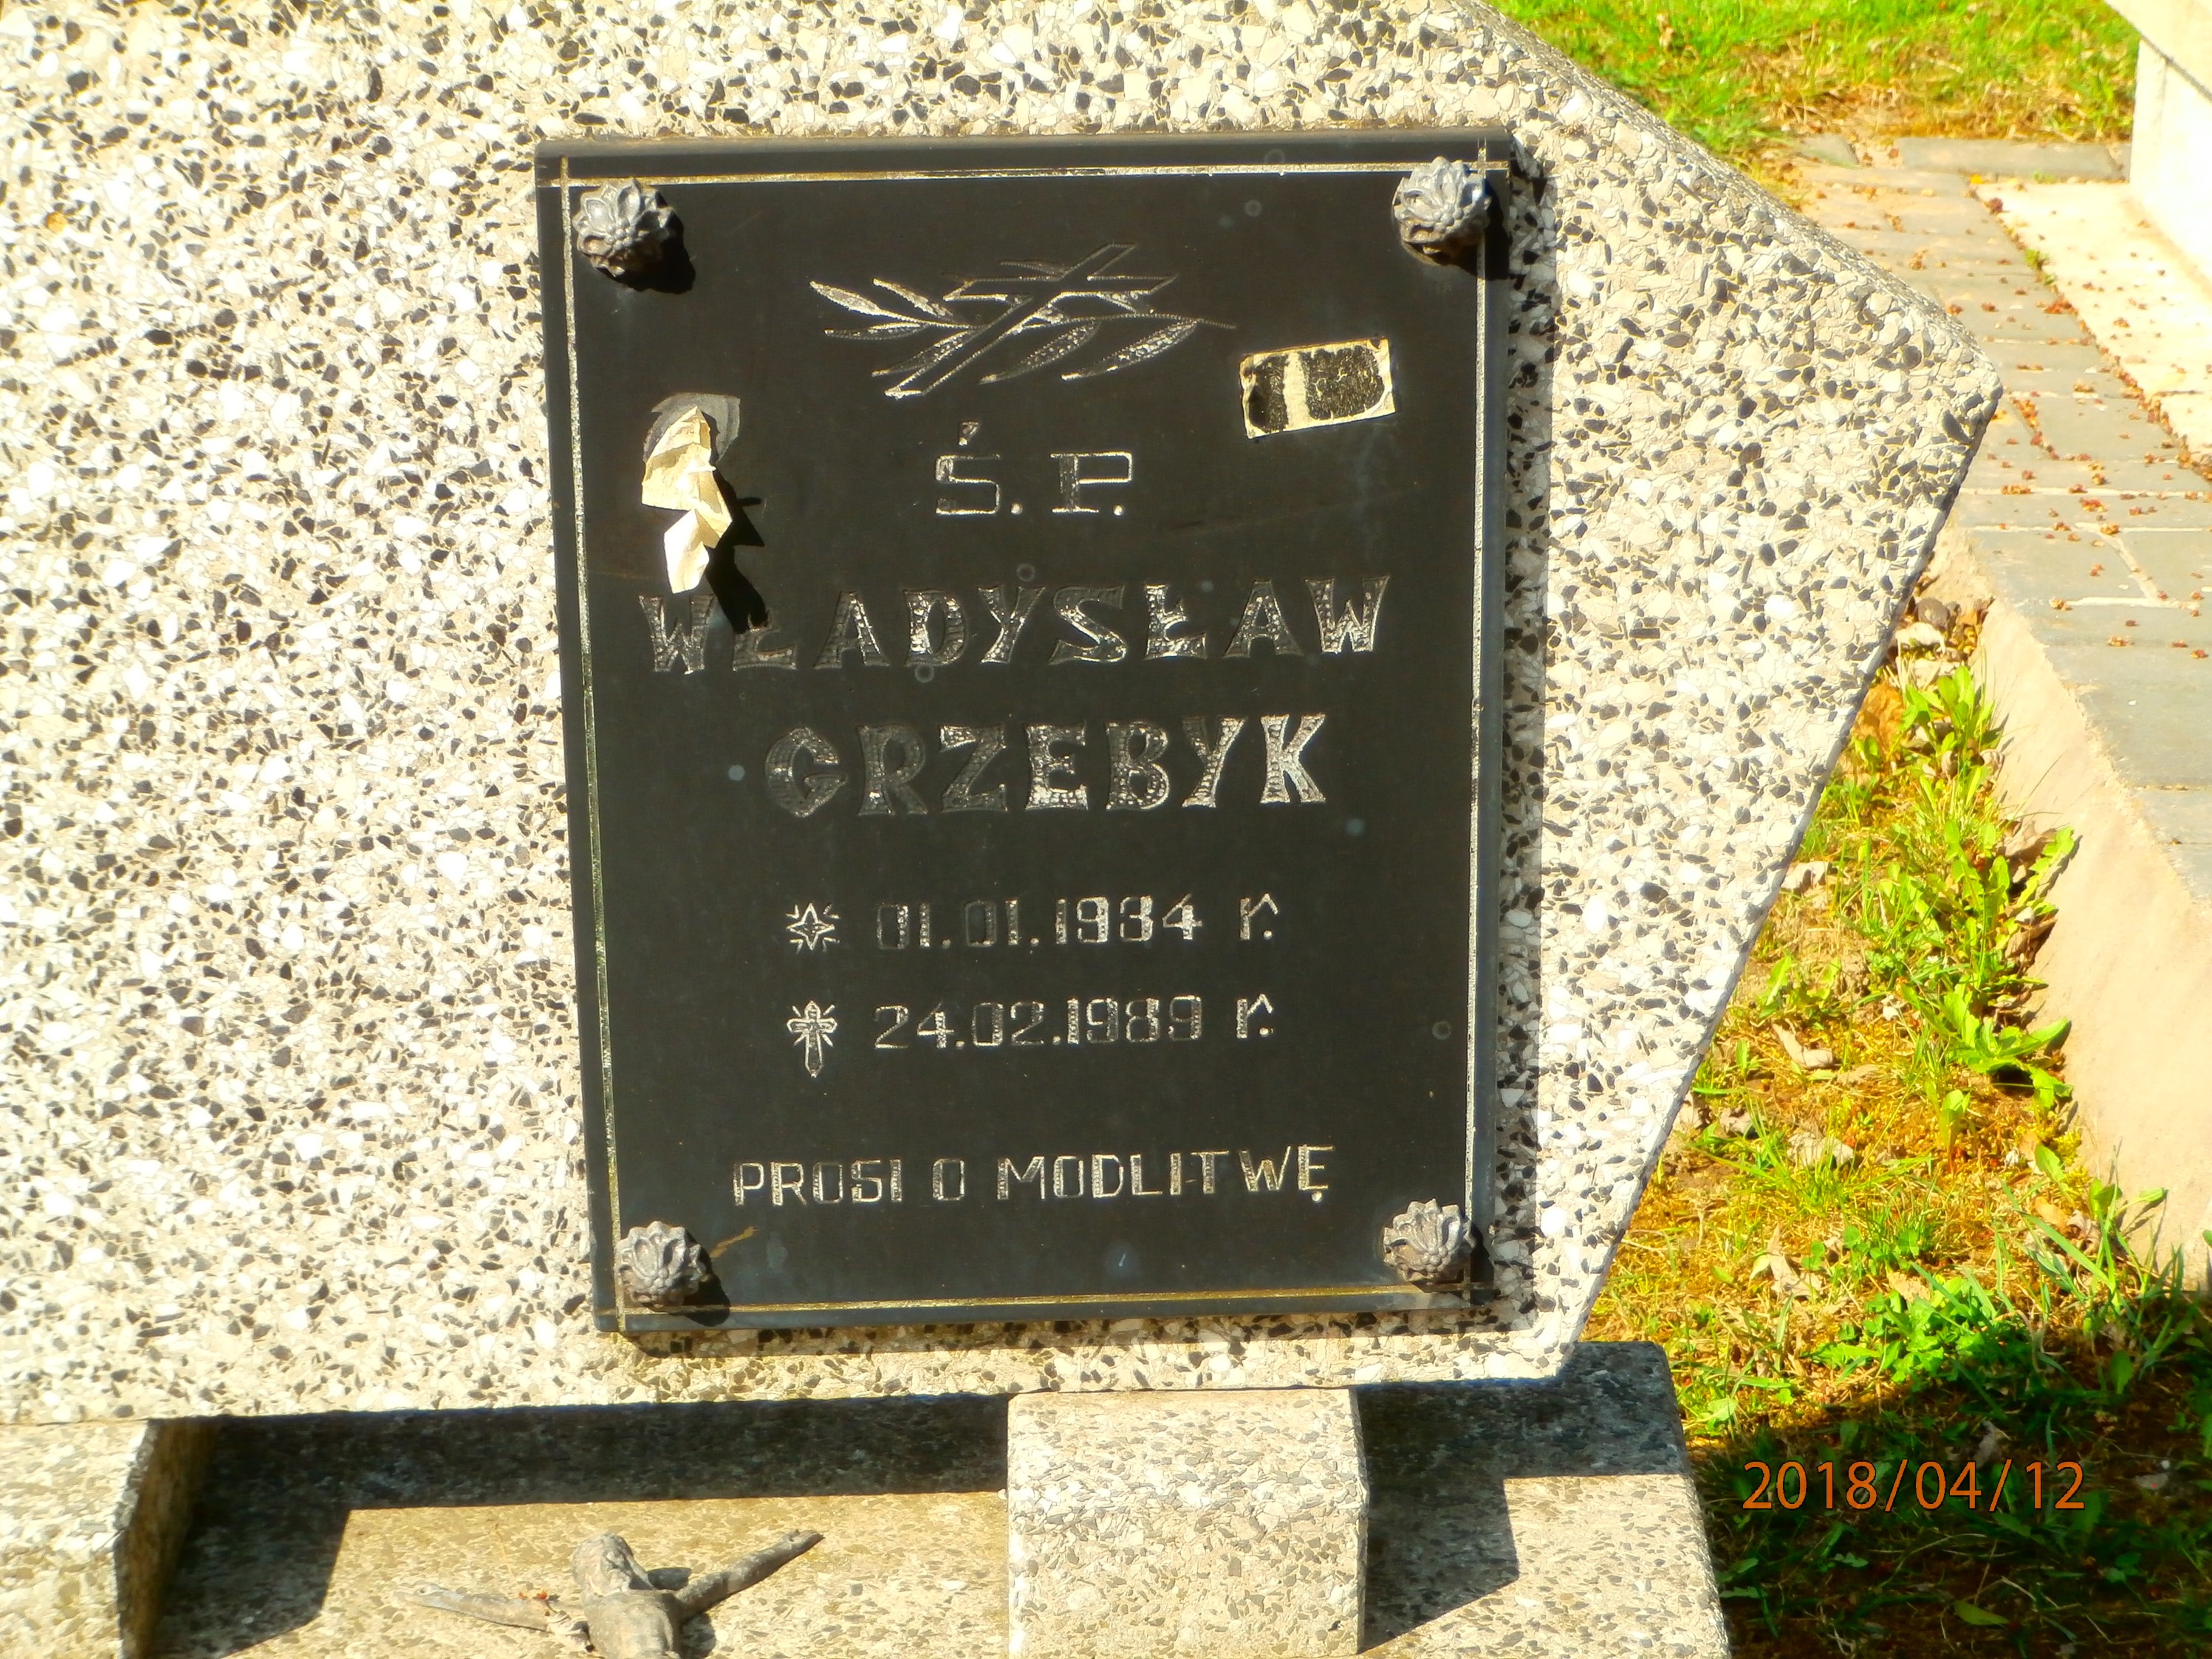 Ś. P.
WŁADYSŁAW
GRZEBYK
01.01.1934 r.
24.02.1989 r.
PROSI O MODLITWĘ
2018/04/12